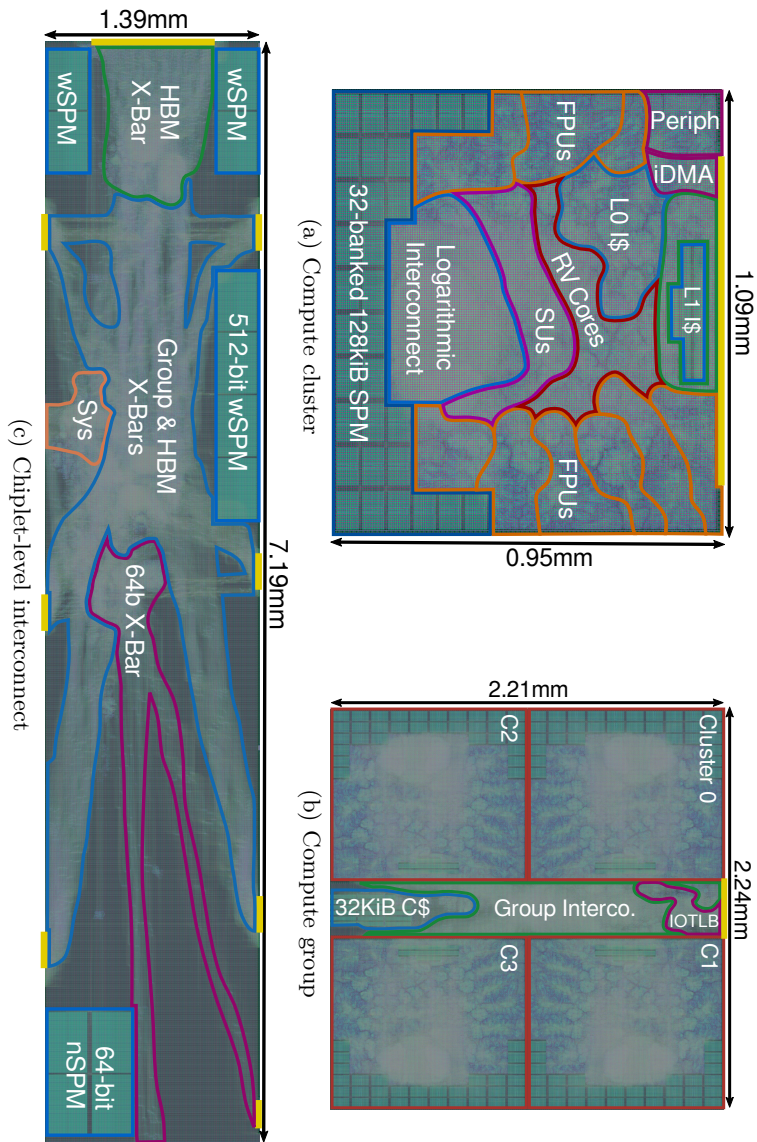 1.09mm
0.95mm
Periph
iDMA
FPUs
L0 I$
L1 I$
RV Cores
SUs
Logarithmic
Interconnect
FPUs
32-banked 128kiB SPM
(a) Compute cluster
2.24mm
2.21mm
Cluster 0
C1
C2
C3
32KiB C$
Group Interco.
IOTLB
(b) Compute group
7.19mm
1.39mm
wSPM
HBM
X-Bar
wSPM
512-bit wSPM
Group & HBM
X-Bars
Sys
64b X-Bar
64-bit
nSPM
(c) Chiplet-level interconnect